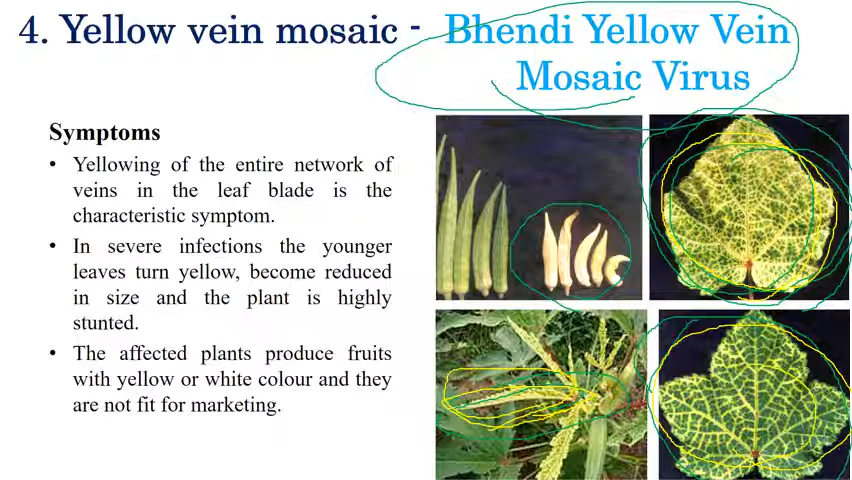 4. Yellow vein mosaic - Bhendi Yellow Vein
Mosaic Virus
Symptoms
• Yellowing of the entire network of
veins in the leaf blade is the
characteristic symptom.
• In severe infections the younger
leaves turn yellow, become reduced
in size and the plant is highly
stunted.
• The affected plants produce fruits
with yellow or white colour and they
are not fit for marketing.